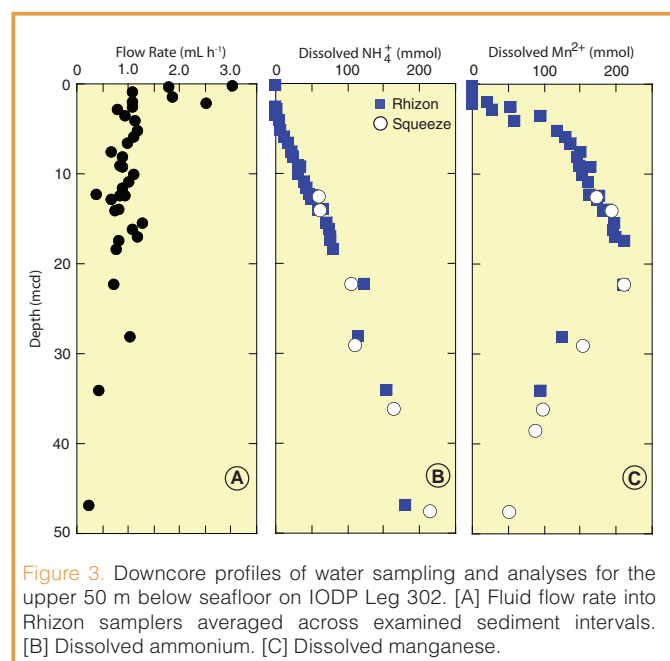 Flow Rate (mL h⁻¹)
0 1.0 2.0 3.0
Dissolved NH₄⁺ (mmol)
0 100 200
Dissolved Mn²⁺ (mmol)
0 100 200
Depth (mcd)
0
10
20
30
40
50
Rhizon
Squeeze
A
B
C
Figure 3. Downcore profiles of water sampling and analyses for the
upper 50 m below seafloor on IODP Leg 302. [A] Fluid flow rate into
Rhizon samplers averaged across examined sediment intervals.
[B] Dissolved ammonium. [C] Dissolved manganese.